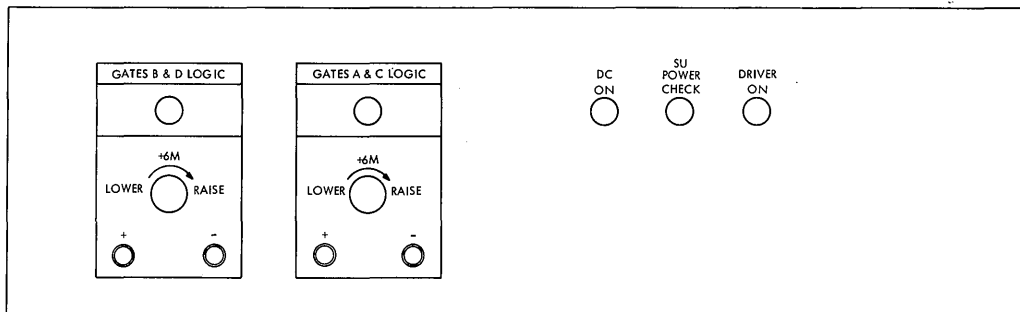 GATES B & D LOGIC
+6M
LOWER RAISE
+ -
GATES A & C LOGIC
+6M
LOWER RAISE
+ -
DC
ON
SU
POWER
CHECK
DRIVER
ON